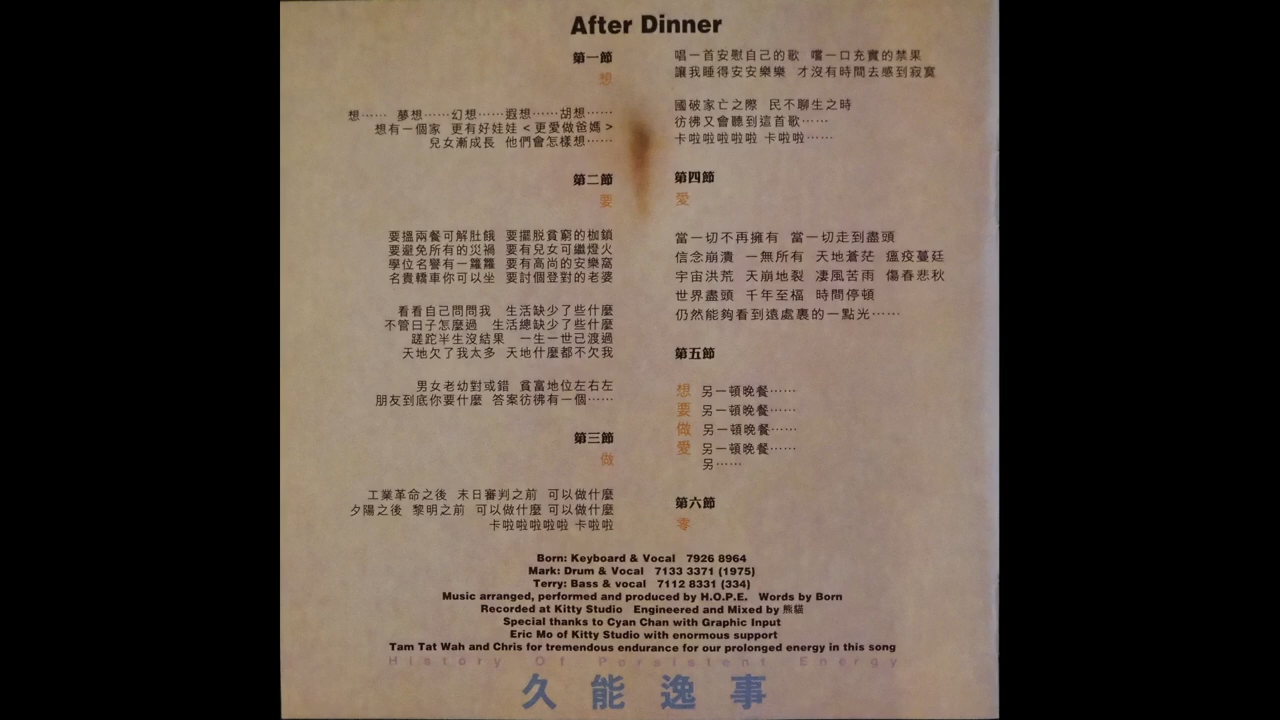 After Dinner
第一節
想
想…… 夢想……幻想……遐想……胡想……
想有一個家 更有好娃娃 < 更愛做爸媽 >
兒女漸成長 他們會怎樣想……
第二節
要
要搵兩餐可解肚餓 要擺脫貧窮的枷鎖
要避免所有的災禍 要有兒女可繼燈火
學位名譽有一籮籮 要有高尚的安樂窩
名貴轎車你可以坐 要討個登對的老婆
看看自己問問我 生活缺少了些什麼
不管日子怎麼過 生活總缺少了些什麼
蹉跎半生沒結果 一生一世已渡過
天地欠了我太多 天地什麼都不欠我
男女老幼對或錯 貧富地位左右左
朋友到底你要什麼 答案彷彿有一個……
第三節
做
工業革命之後 末日審判之前 可以做什麼
夕陽之後 黎明之前 可以做什麼 可以做什麼
卡啦啦啦啦啦 卡啦啦
唱一首安慰自己的歌 嚐一口充實的禁果
讓我睡得安安樂樂 才沒有時間去感到寂寞
國破家亡之際 民不聊生之時
彷彿又會聽到這首歌……
卡啦啦啦啦啦 卡啦啦……
第四節
愛
當一切不再擁有 當一切走到盡頭
信念崩潰 一無所有 天地蒼茫 瘟疫蔓廷
宇宙洪荒 天崩地裂 凄風苦雨 傷春悲秋
世界盡頭 千年至福 時間停頓
仍然能夠看到遠處裏的一點光……
第五節
想 另一頓晚餐……
要 另一頓晚餐……
做 另一頓晚餐……
愛 另一頓晚餐……
另……
第六節
零
Born: Keyboard & Vocal 7926 8964
Mark: Drum & Vocal 7133 3371 (1975)
Terry: Bass & vocal 7112 8331 (334)
Music arranged, performed and produced by H.O.P.E. Words by Born
Recorded at Kitty Studio Engineered and Mixed by 熊貓
Special thanks to Cyan Chan with Graphic Input
Eric Mo of Kitty Studio with enormous support
Tam Tat Wah and Chris for tremendous endurance for our prolonged energy in this song
History Of Persistent Energy
久能逸事